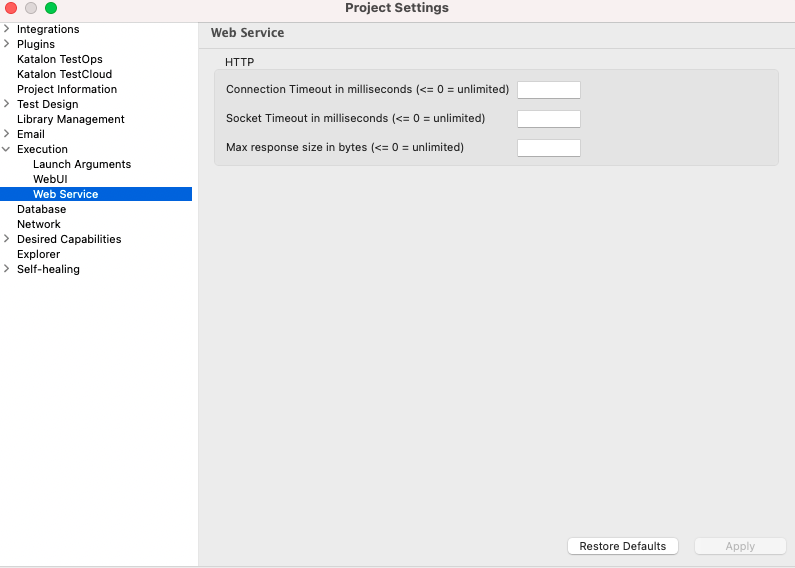 Project Settings
Integrations
Plugins
Katalon TestOps
Katalon TestCloud
Project Information
Test Design
Library Management
Email
Execution
Launch Arguments
WebUI
Web Service
Database
Network
Desired Capabilities
Explorer
Self-healing
Web Service
HTTP
Connection Timeout in milliseconds (<= 0 = unlimited)
Socket Timeout in milliseconds (<= 0 = unlimited)
Max response size in bytes (<= 0 = unlimited)
Restore Defaults
Apply